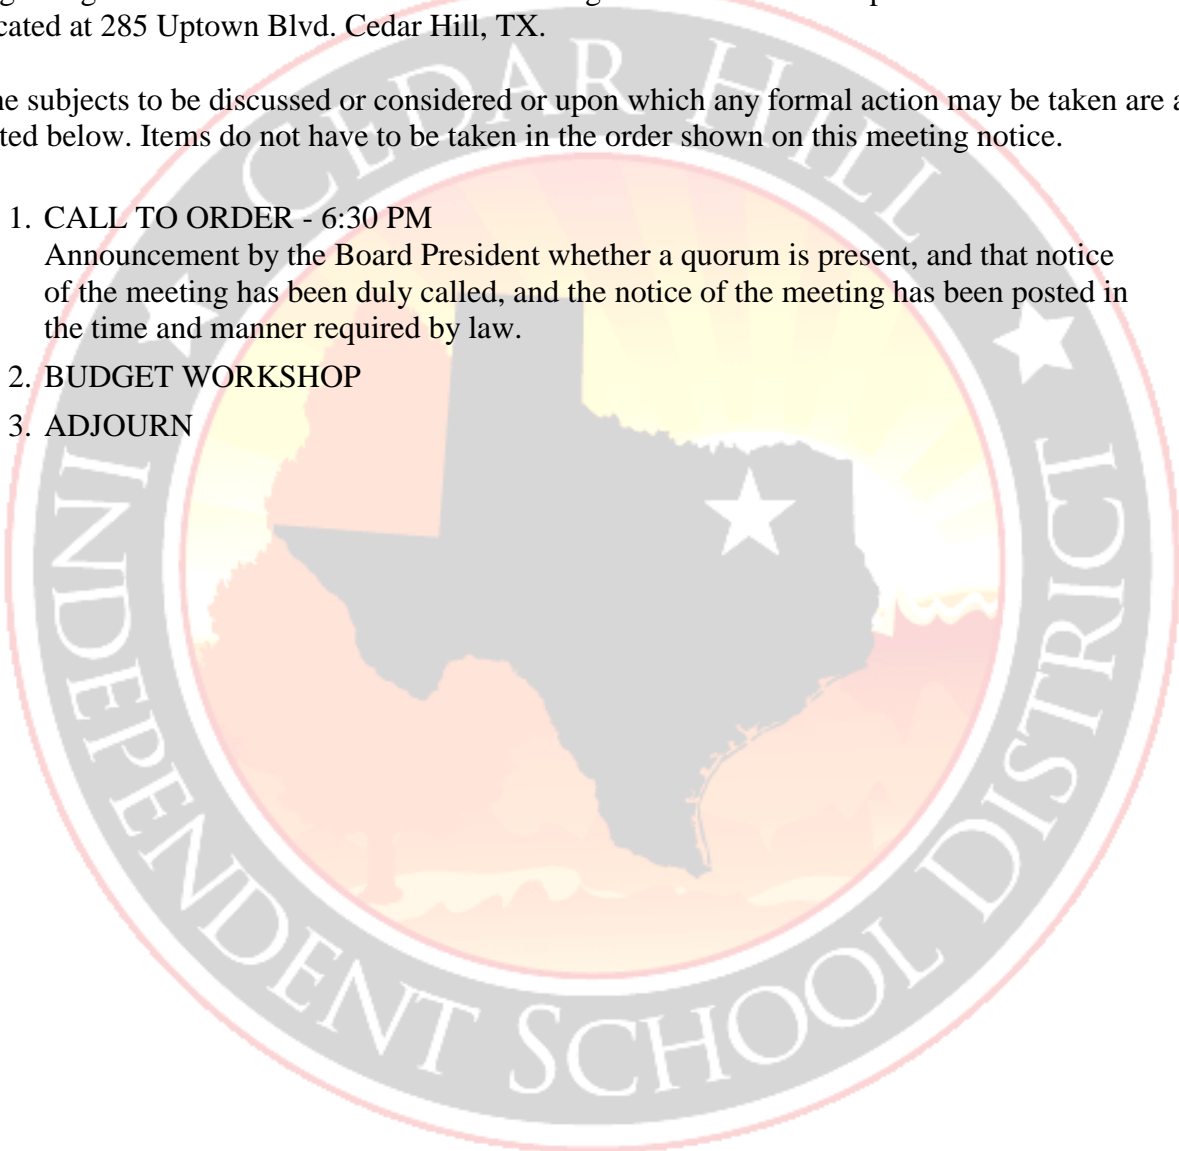 cated at 285 Uptown Blvd. Cedar Hill, TX.
e subjects to be discussed or considered or upon which any formal action may be taken are a
ted below. Items do not have to be taken in the order shown on this meeting notice.
1. CALL TO ORDER - 6:30 PM
Announcement by the Board President whether a quorum is present, and that notice
of the meeting has been duly called, and the notice of the meeting has been posted in
the time and manner required by law.
2. BUDGET WORKSHOP
3. ADJOURN
CEDAR HILL
INDEPENDENT SCHOOL DISTRICT